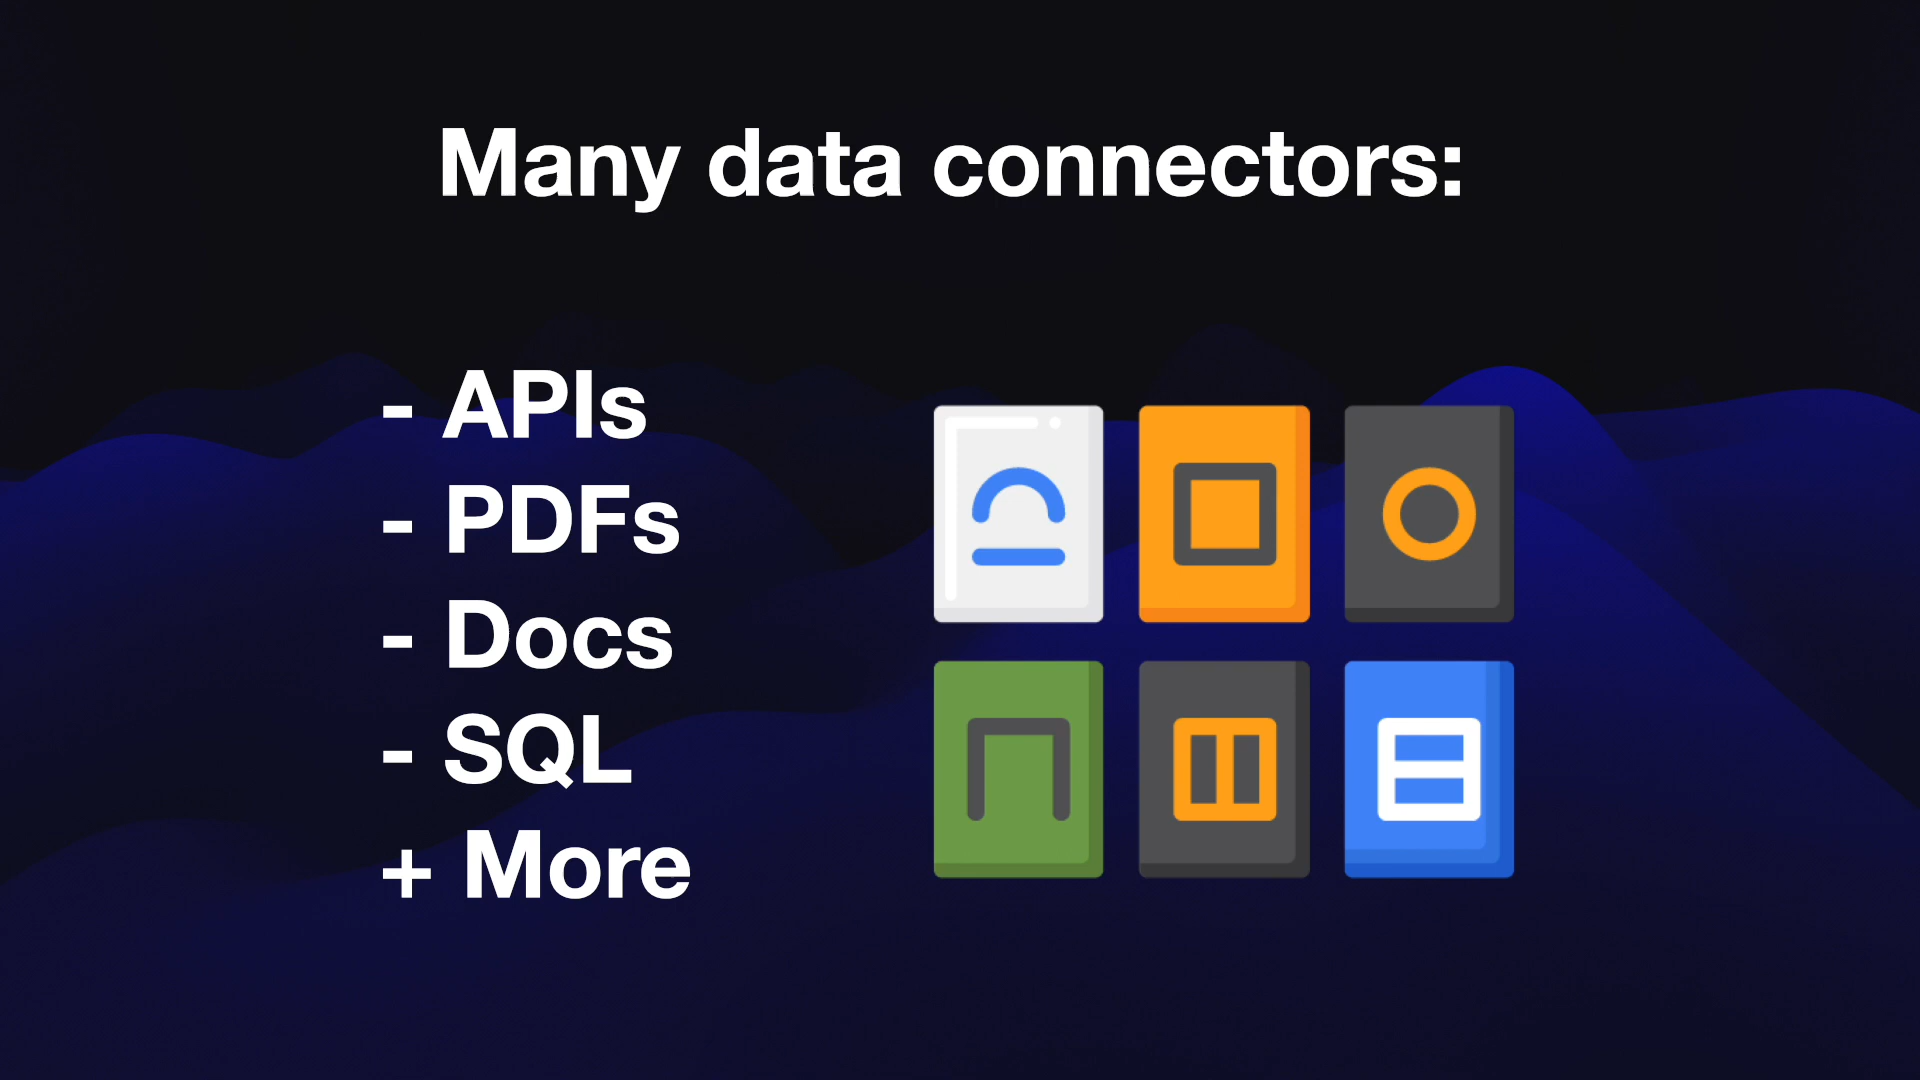 Many data connectors:
- APIs
- PDFs
- Docs
- SQL
+ More